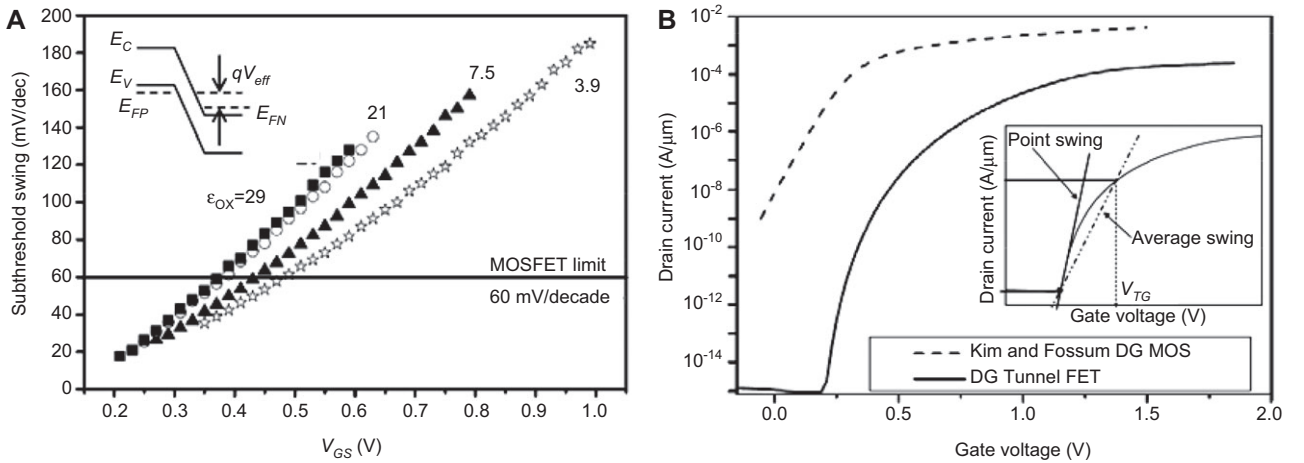 A
Subthreshold swing (mV/dec)
200
180
160
140
120
100
80
60
40
20
0
E_C
E_V
E_FP
qV_eff
E_FN
21
7.5
3.9
ε_OX=29
MOSFET limit
60 mV/decade
0.2 0.3 0.4 0.5 0.6 0.7 0.8 0.9 1.0
V_GS (V)
B
Drain current (A/μm)
10^-2
10^-4
10^-6
10^-8
10^-10
10^-12
10^-14
Drain current (A/μm)
Point swing
Average swing
V_TG
Gate voltage (V)
Kim and Fossum DG MOS
DG Tunnel FET
0.0 0.5 1.0 1.5 2.0
Gate voltage (V)